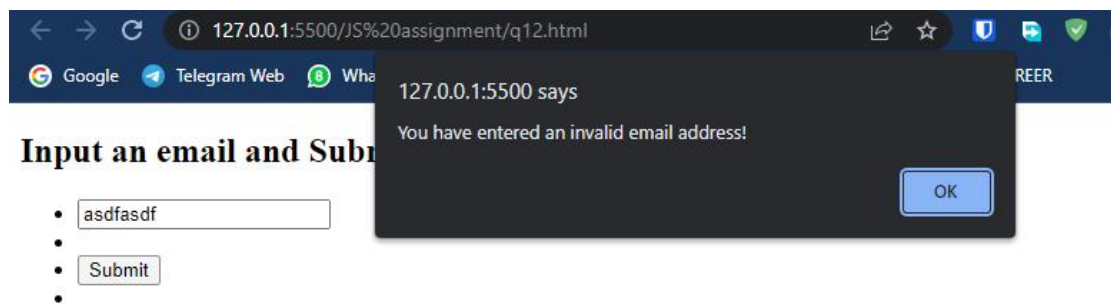 127.0.0.1:5500/JS%20assignment/q12.html
Google Telegram Web Wha REER
127.0.0.1:5500 says
You have entered an invalid email address!
OK
Input an email and Subr
asdfasdf
Submit